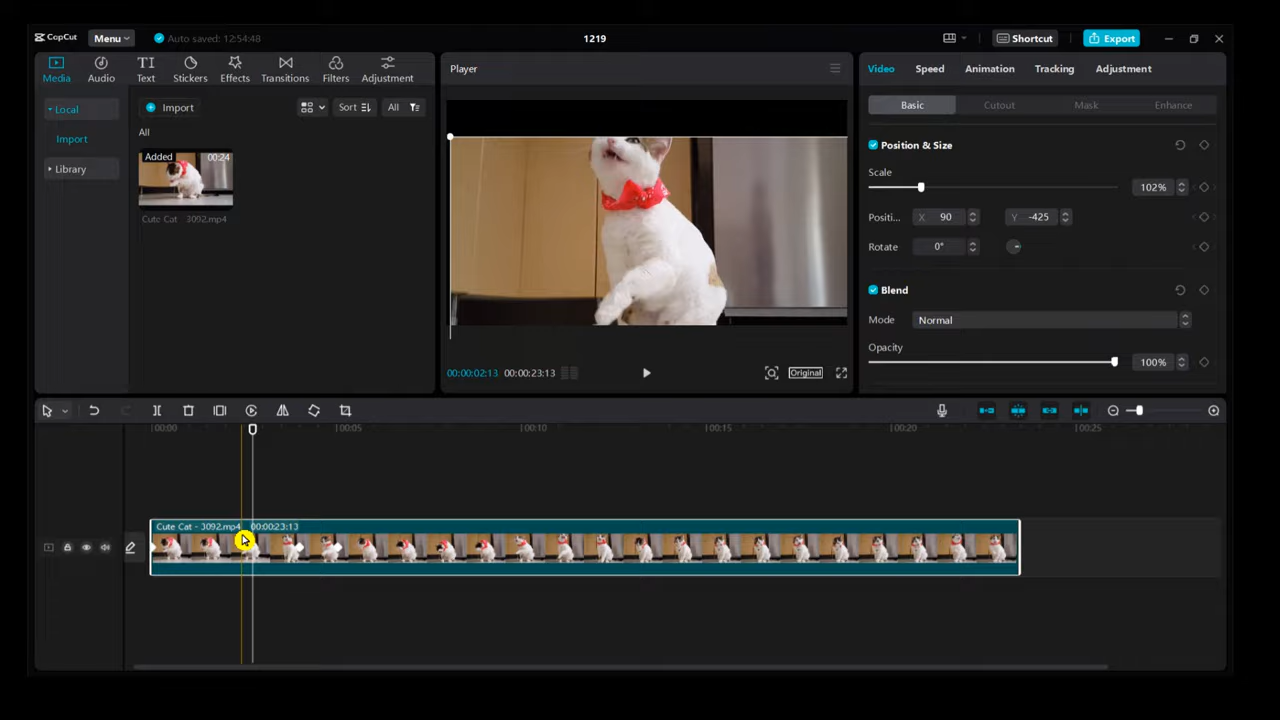 CapCut
Menu
Auto saved: 12:54:48
1219
Shortcut
Export
Media
Audio
Text
Stickers
Effects
Transitions
Filters
Adjustment
Local
Import
Library
Import
Sort
All
All
Added
00:24
Cute Cat - 3092.mp4
Player
00:00:02:13
00:00:23:13
Original
Video
Speed
Animation
Tracking
Adjustment
Basic
Cutout
Mask
Enhance
Position & Size
Scale
102%
Positi...
X 90
Y -425
Rotate
0°
Blend
Mode
Normal
Opacity
100%
00:00
00:05
00:10
00:15
00:20
00:25
Cute Cat - 3092.mp4 00:00:23:13